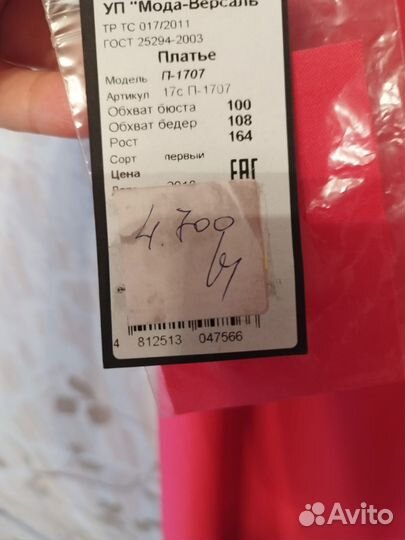 УП "Мода-Версаль
ТР ТС 017/2011
ГОСТ 25294-2003
Платье
Модель П-1707
Артикул 17с П-1707
Обхват бюста 100
Обхват бедер 108
Рост 164
Сорт первый
Цена EAC
4.700
4 812513 047566
Avito